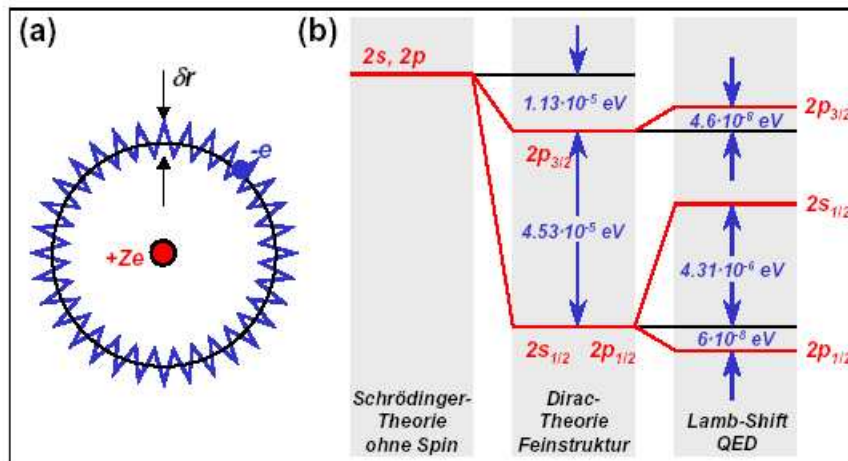 (a)
δr
-e
+Ze
(b)
2s, 2p
1.13·10⁻⁵ eV
2p₃/₂
4.53·10⁻⁵ eV
2s₁/₂ 2p₁/₂
4.6·10⁻⁸ eV
2p₃/₂
2s₁/₂
4.31·10⁻⁶ eV
6·10⁻⁸ eV
2p₁/₂
Schrödinger-
Theorie
ohne Spin
Dirac-
Theorie
Feinstruktur
Lamb-Shift
QED